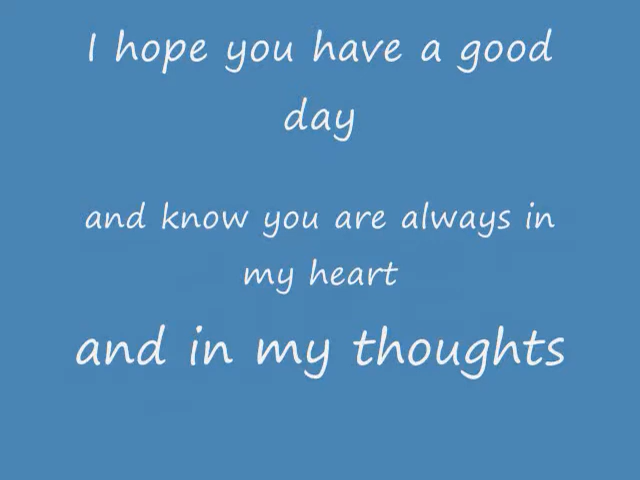 I hope you have a good
day
and know you are always in
my heart
and in my thoughts